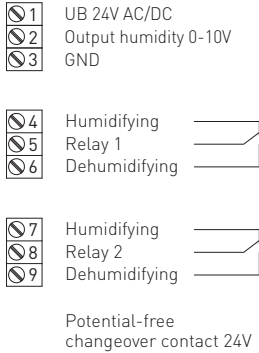 1 UB 24V AC/DC
2 Output humidity 0-10V
3 GND
4 Humidifying
5 Relay 1
6 Dehumidifying
7 Humidifying
8 Relay 2
9 Dehumidifying
Potential-free
changeover contact 24V